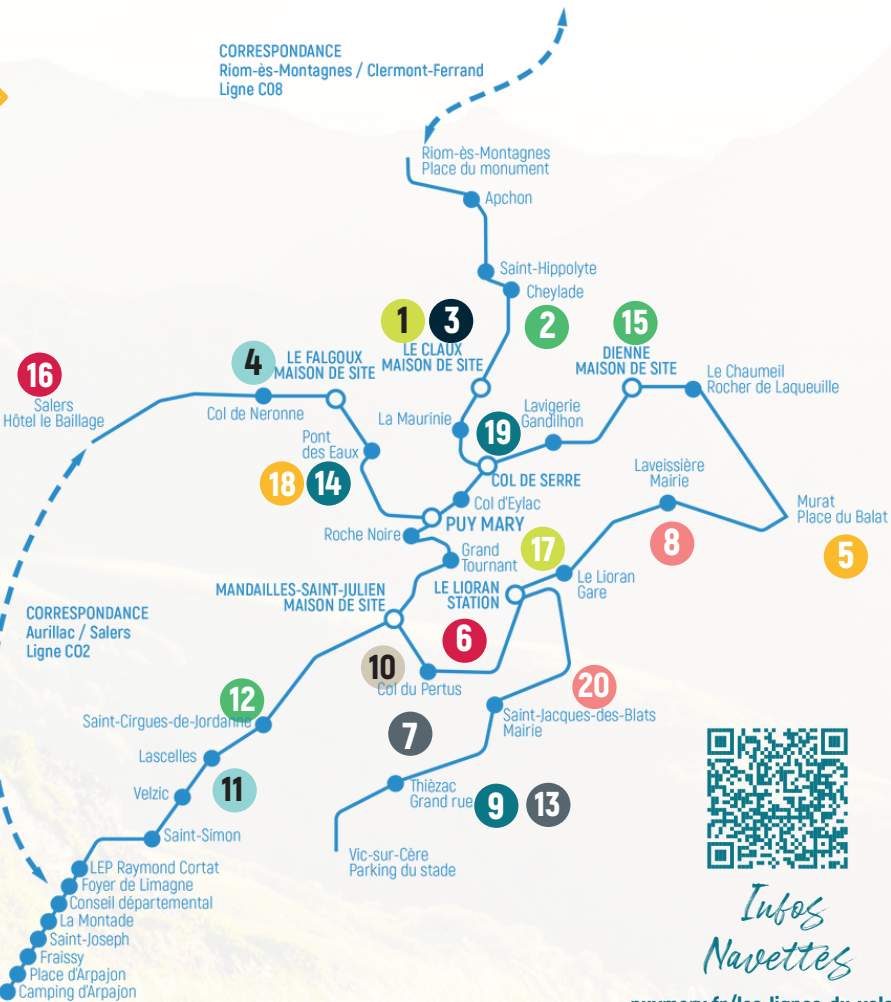 CORRESPONDANCE
Riom-ès-Montagnes / Clermont-Ferrand
Ligne C08
Riom-ès-Montagnes
Place du monument
Apchon
Saint-Hippolyte
Cheylade
1
3
2
15
LE CLAUX
MAISON DE SITE
DIENNE
MAISON DE SITE
4
LE FALGOUX
MAISON DE SITE
16
Salers
Hôtel le Baillage
Col de Neronne
Le Chaumeil
Rocher de Laqueuille
La Maurinie
19
Lavigerie
Gandilhon
Pont
des Eaux
18
14
COL DE SERRE
Laveissière
Mairie
Col d'Eylac
PUY MARY
Murat
Place du Balat
Roche Noire
Grand
Tournant
17
8
5
MANDAILLES-SAINT-JULIEN
MAISON DE SITE
LE LIORAN
STATION
Le Lioran
Gare
CORRESPONDANCE
Aurillac / Salers
Ligne C02
6
10
Col du Pertus
12
20
Saint-Cirgues-de-Jordanne
Saint-Jacques-des-Blats
Mairie
7
Lascelles
11
Velzic
Thièzac
Grand rue
9
13
Saint-Simon
Vic-sur-Cère
Parking du stade
LEP Raymond Cortat
Foyer de Limagne
Conseil départemental
La Montade
Saint-Joseph
Fraissy
Place d'Arpajon
Camping d'Arpajon
Infos
Navettes